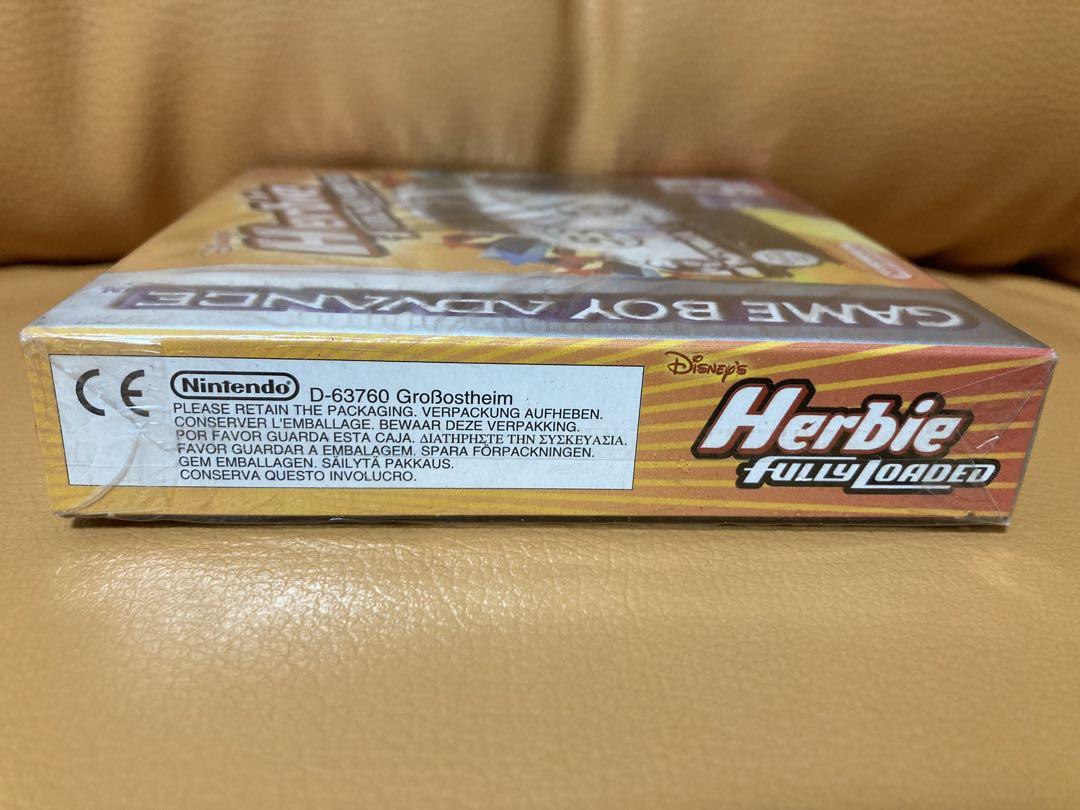 Herbie
GAME BOY ADVANCE
Nintendo
CE
Nintendo D-63760 Großostheim
PLEASE RETAIN THE PACKAGING. VERPACKUNG AUFHEBEN.
CONSERVER L'EMBALLAGE. BEWAAR DEZE VERPAKKING.
POR FAVOR GUARDA ESTA CAJA. ΔΙΑΤΗΡΗΣΤΕ ΤΗΝ ΣΥΣΚΕΥΑΣΙΑ.
FAVOR GUARDAR A EMBALAGEM. SPARA FÖRPACKNINGEN.
GEM EMBALLAGEN. SÄILYTÄ PAKKAUS.
CONSERVA QUESTO INVOLUCRO.
Disney's
Herbie
FULLY LOADED